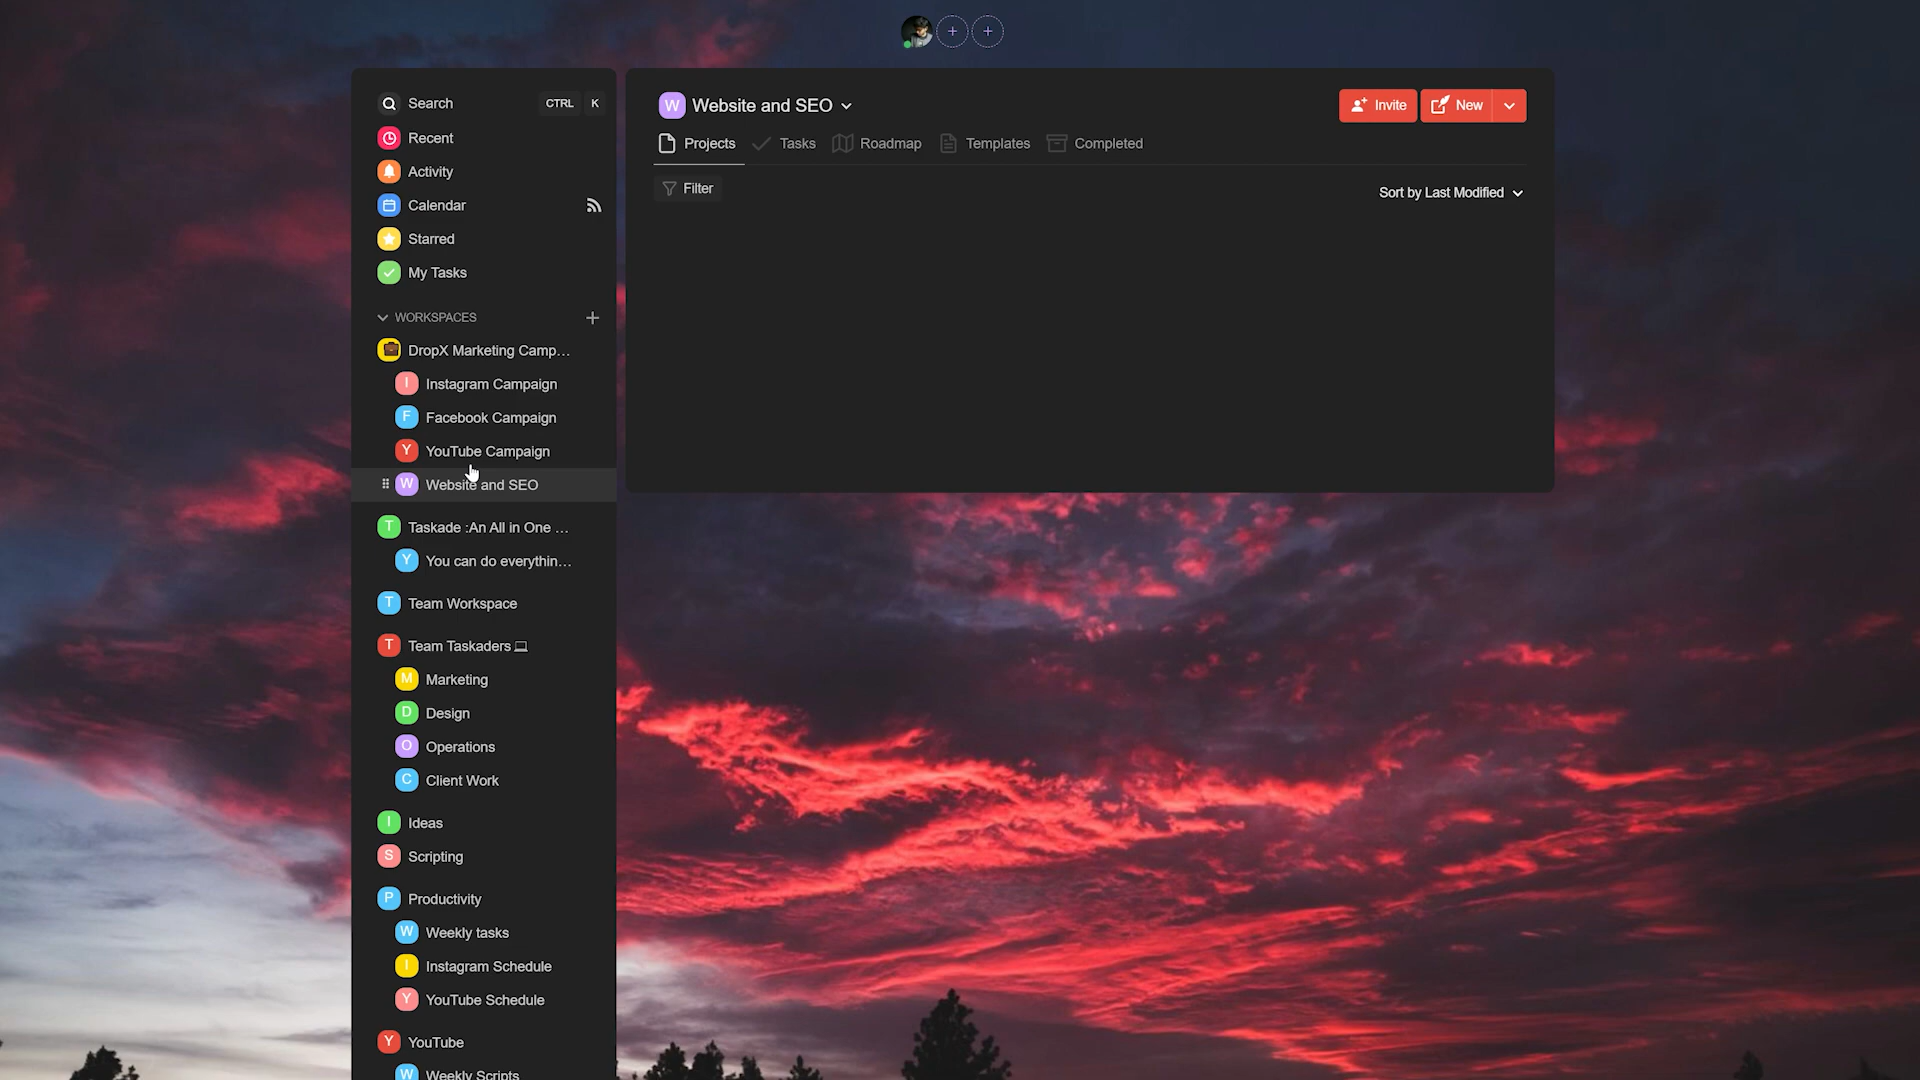 Search CTRL K
Recent
Activity
Calendar
Starred
My Tasks
WORKSPACES
DropX Marketing Camp...
I Instagram Campaign
F Facebook Campaign
Y YouTube Campaign
W Website and SEO
T Taskade :An All in One ...
Y You can do everythin...
T Team Workspace
T Team Taskaders
M Marketing
D Design
O Operations
C Client Work
I Ideas
S Scripting
P Productivity
W Weekly tasks
I Instagram Schedule
Y YouTube Schedule
Y YouTube
W Weekly Scripts
W Website and SEO
Invite New
Projects Tasks Roadmap Templates Completed
Filter
Sort by Last Modified